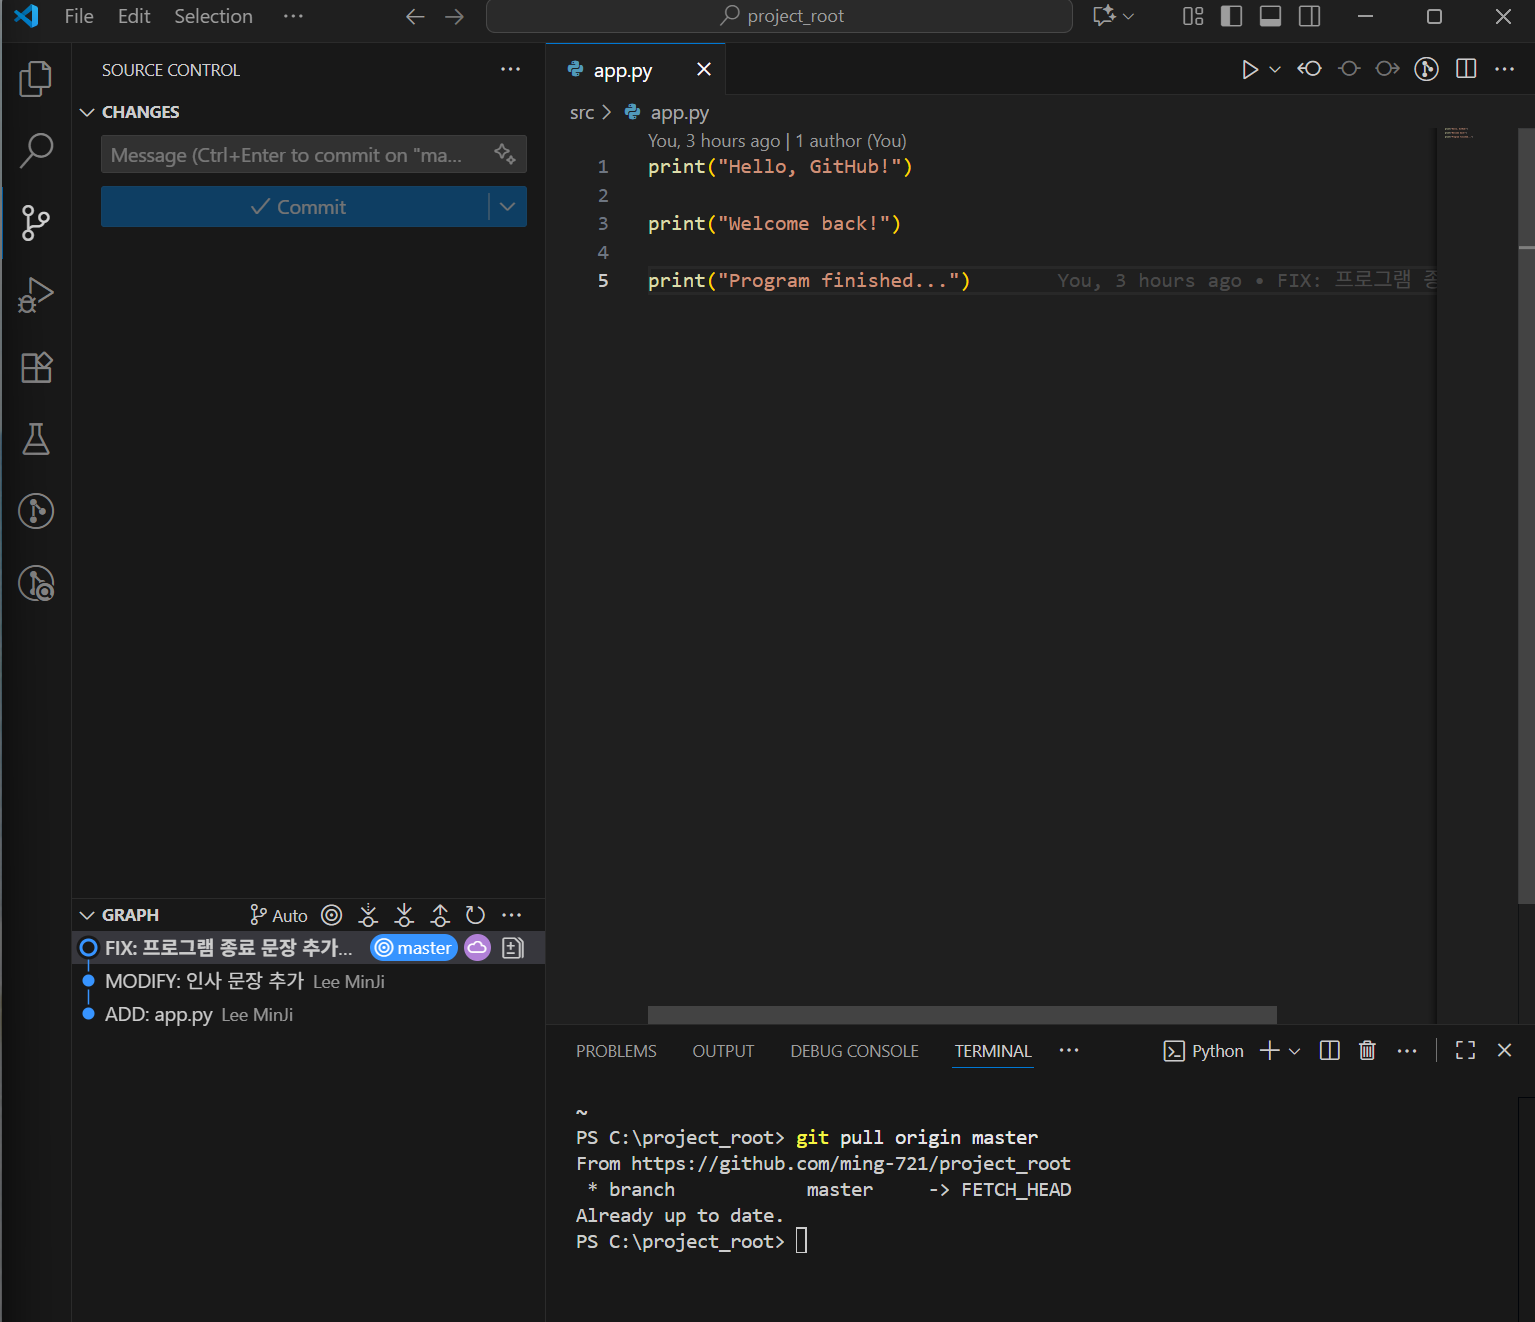 File Edit Selection ···
project_root
SOURCE CONTROL
CHANGES
Message (Ctrl+Enter to commit on "ma...
Commit
app.py
src > app.py
You, 3 hours ago | 1 author (You)
1 print("Hello, GitHub!")
2
3 print("Welcome back!")
4
5 print("Program finished...") You, 3 hours ago • FIX: 프로그램 종
GRAPH Auto
FIX: 프로그램 종료 문장 추가... master
MODIFY: 인사 문장 추가 Lee MinJi
ADD: app.py Lee MinJi
PROBLEMS OUTPUT DEBUG CONSOLE TERMINAL ··· Python
~
PS C:\project_root> git pull origin master
From https://github.com/ming-721/project_root
* branch master -> FETCH_HEAD
Already up to date.
PS C:\project_root>